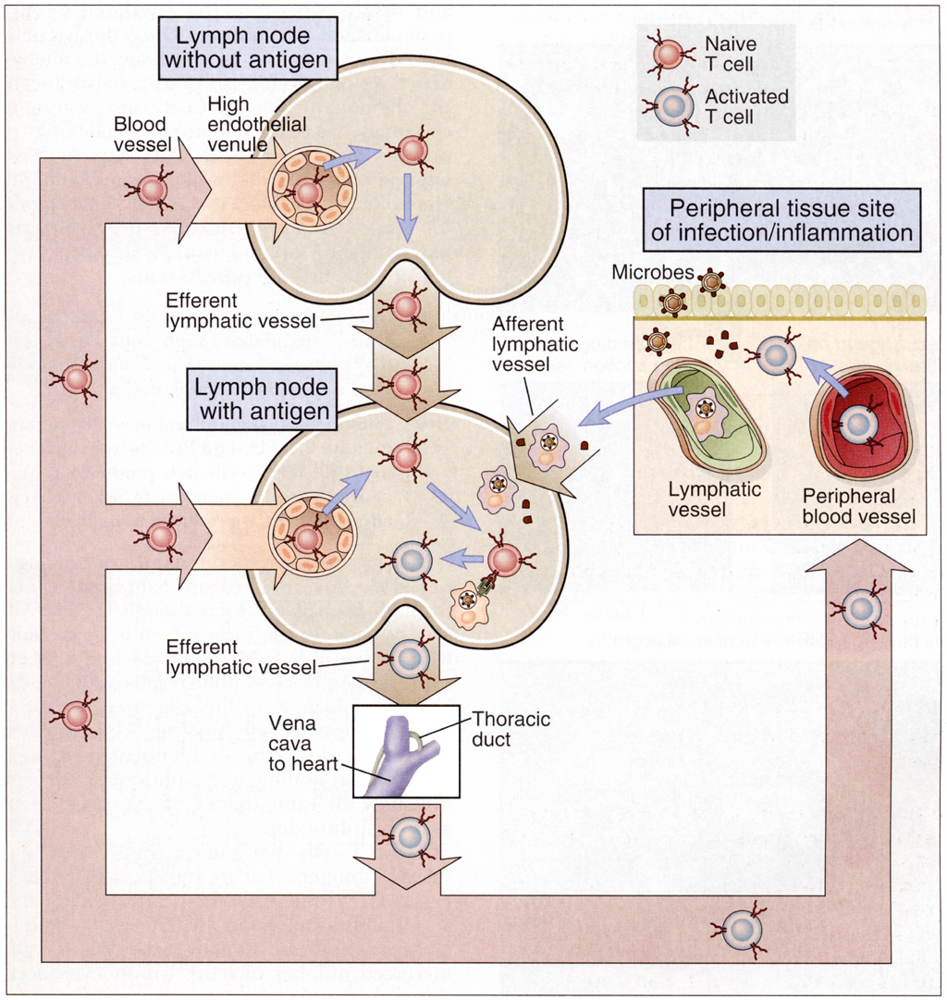 Lymph node
without antigen
Naive
T cell
Activated
T cell
Blood
vessel
High
endothelial
venule
Peripheral tissue site
of infection/inflammation
Microbes
Efferent
lymphatic vessel
Afferent
lymphatic
vessel
Lymph node
with antigen
Lymphatic
vessel
Peripheral
blood vessel
Efferent
lymphatic vessel
Vena
cava
to heart
Thoracic
duct